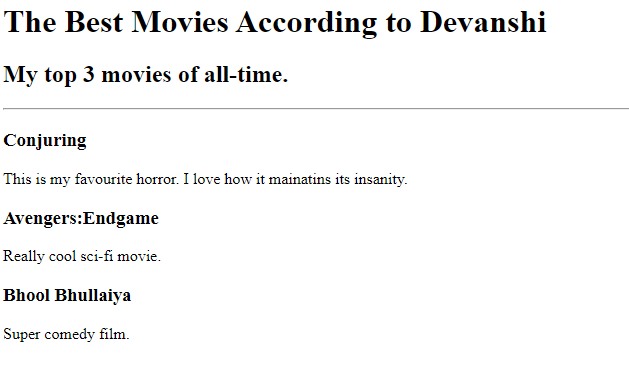 The Best Movies According to Devanshi
My top 3 movies of all-time.
Conjuring
This is my favourite horror. I love how it mainatins its insanity.
Avengers:Endgame
Really cool sci-fi movie.
Bhool Bhullaiya
Super comedy film.